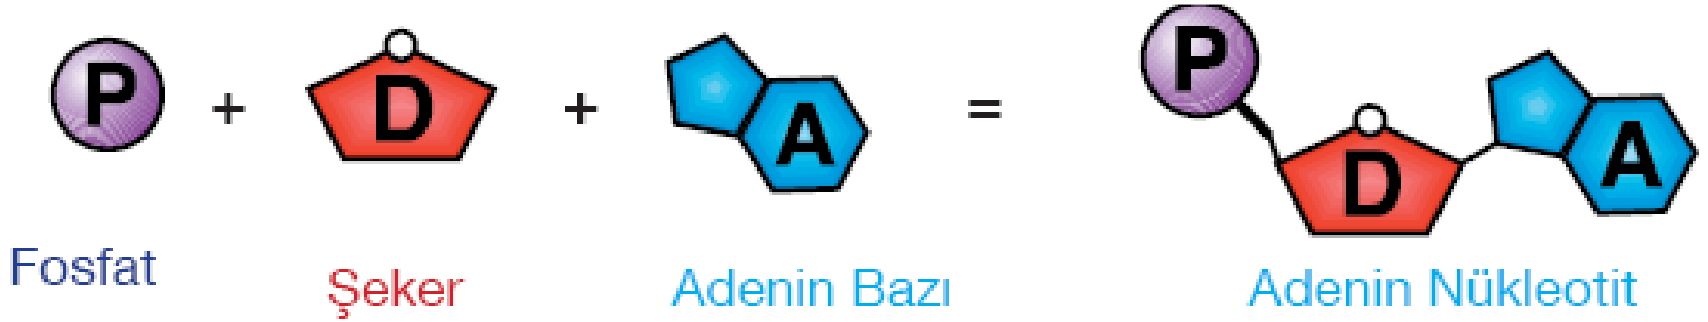 P + D + A = P D A
Fosfat Şeker Adenin Bazı Adenin Nükleotit